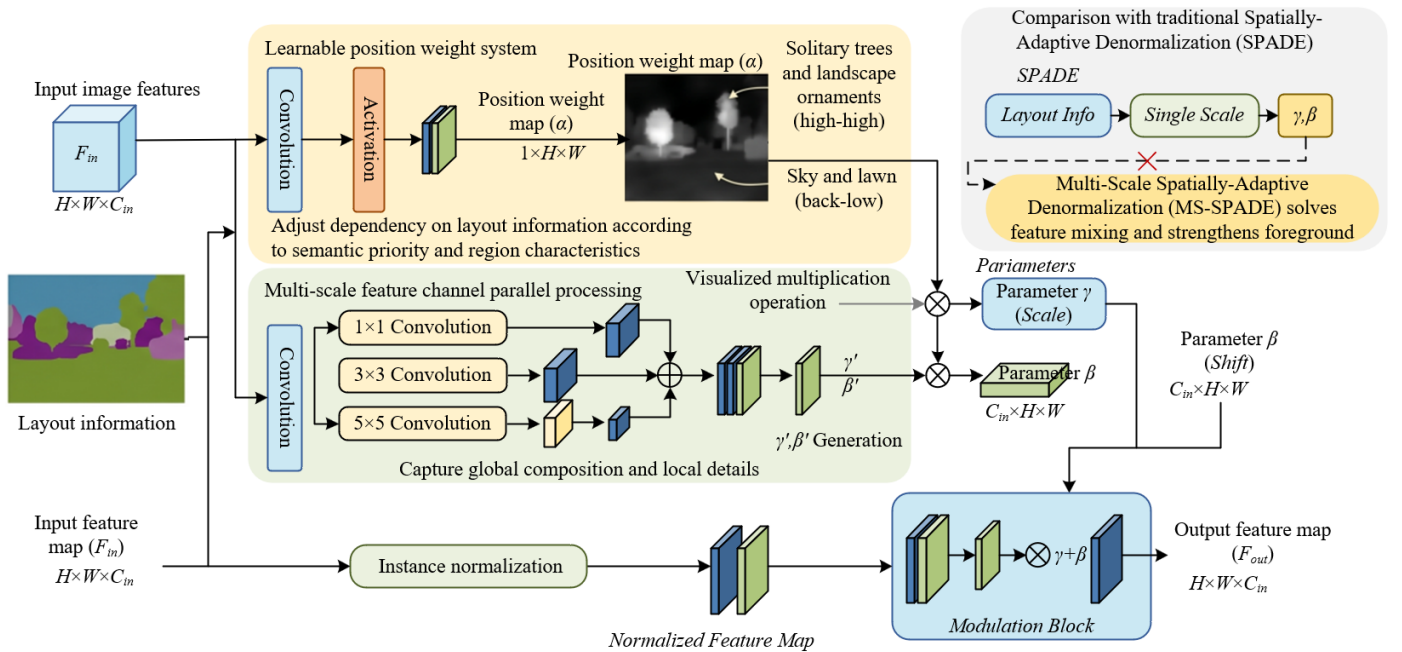 Input image features
F_in
H×W×C_in
Layout information
Input feature
map (F_in)
H×W×C_in
Learnable position weight system
Convolution
Activation
Position weight
map (α)
1×H×W
Position weight map (α)
Solitary trees
and landscape
ornaments
(high-high)
Sky and lawn
(back-low)
Adjust dependency on layout information according
to semantic priority and region characteristics
Comparison with traditional Spatially-
Adaptive Denormalization (SPADE)
SPADE
Layout Info
Single Scale
γ,β
Multi-Scale Spatially-Adaptive
Denormalization (MS-SPADE) solves
feature mixing and strengthens foreground
Multi-scale feature channel parallel processing
Convolution
1×1 Convolution
3×3 Convolution
5×5 Convolution
γ′
β′
γ′,β′ Generation
Capture global composition and local details
Visualized multiplication
operation
Pariameters
Parameter γ
(Scale)
Parameter β
C_in×H×W
Parameter β
(Shift)
C_in×H×W
Instance normalization
Normalized Feature Map
γ+β
Modulation Block
Output feature map
(F_out)
H×W×C_in